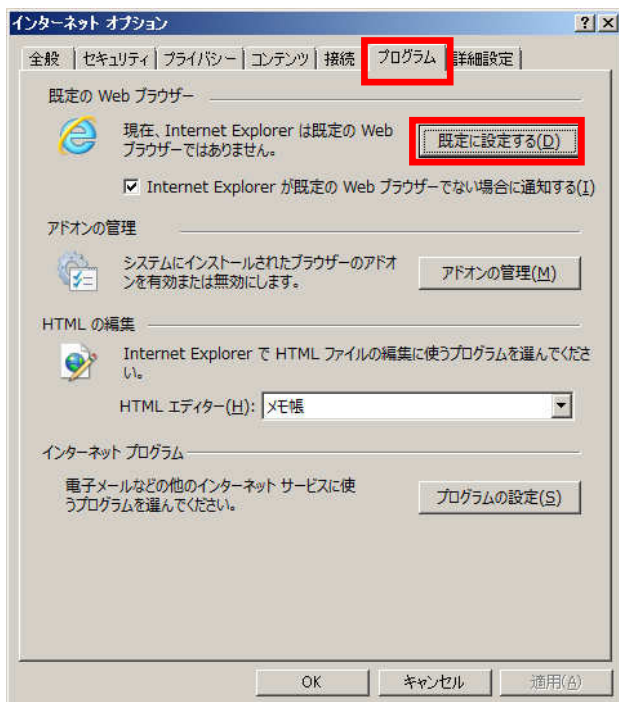 インターネット オプション
全般 セキュリティ プライバシー コンテンツ 接続 プログラム 詳細設定
既定の Web ブラウザー
現在、Internet Explorer は既定の Web
ブラウザーではありません。
既定に設定する(D)
Internet Explorer が既定の Web ブラウザーでない場合に通知する(I)
アドオンの管理
システムにインストールされたブラウザーのアドオ
ンを有効または無効にします。
アドオンの管理(M)
HTML の編集
Internet Explorer で HTML ファイルの編集に使うプログラムを選んでくださ
い。
HTML エディター(H): メモ帳
インターネット プログラム
電子メールなどの他のインターネット サービスに使
うプログラムを選んでください。
プログラムの設定(S)
OK キャンセル 適用(A)